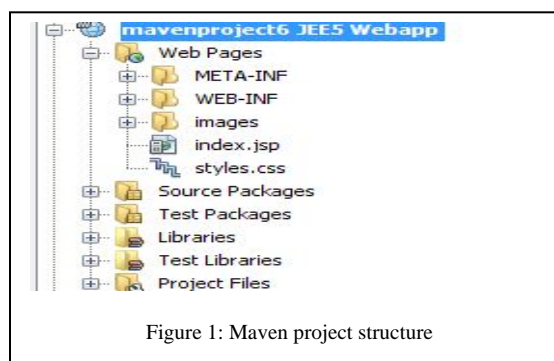 mavenproject6 JEE5 Webapp
Web Pages
META-INF
WEB-INF
images
index.jsp
styles.css
Source Packages
Test Packages
Libraries
Test Libraries
Project Files
Figure 1: Maven project structure